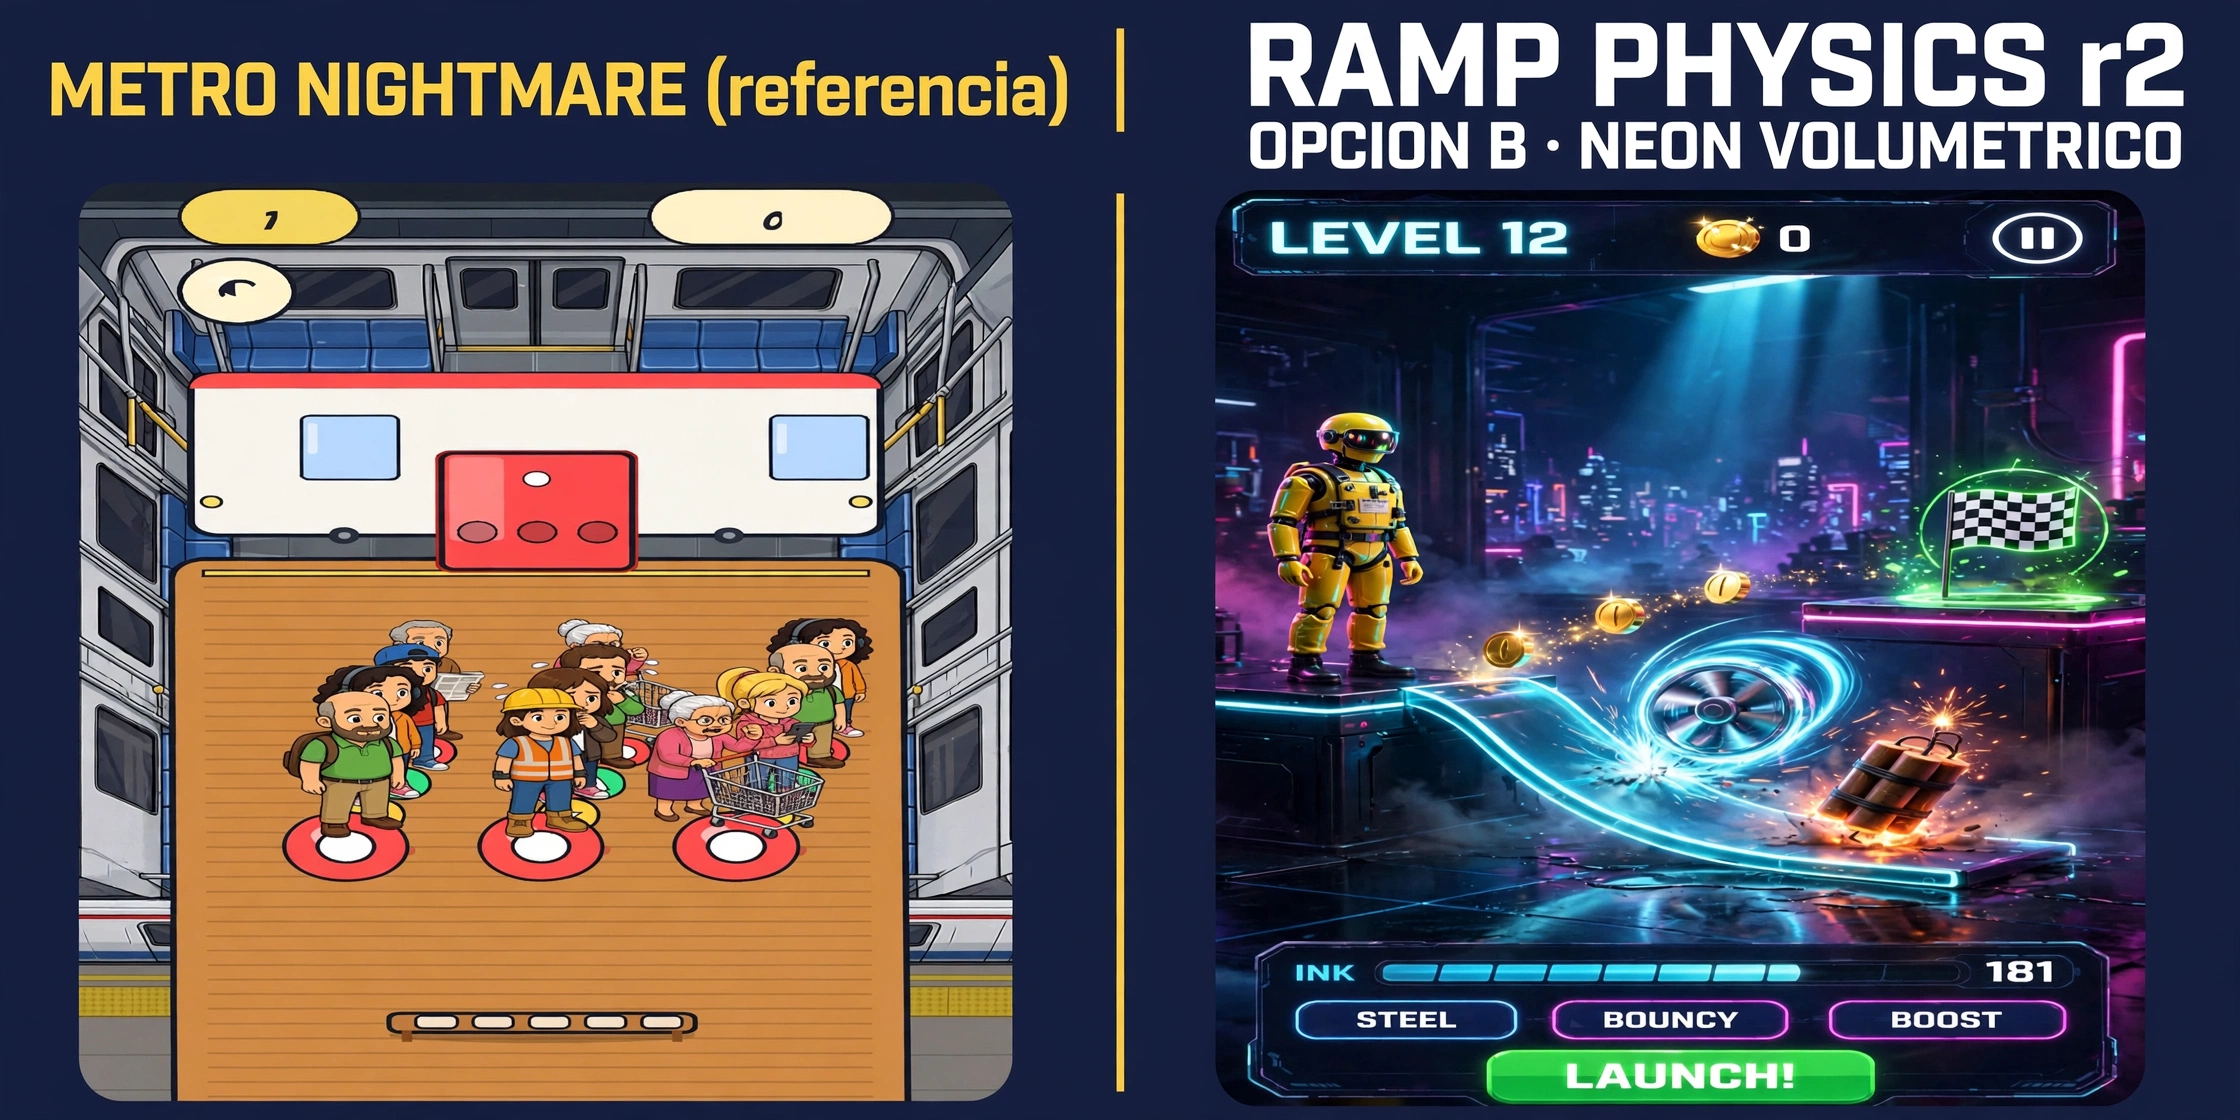 METRO NIGHTMARE (referencia)
1
0
RAMP PHYSICS r2
OPCION B · NEON VOLUMETRICO
LEVEL 12
0
INK
181
STEEL
BOUNCY
BOOST
LAUNCH!